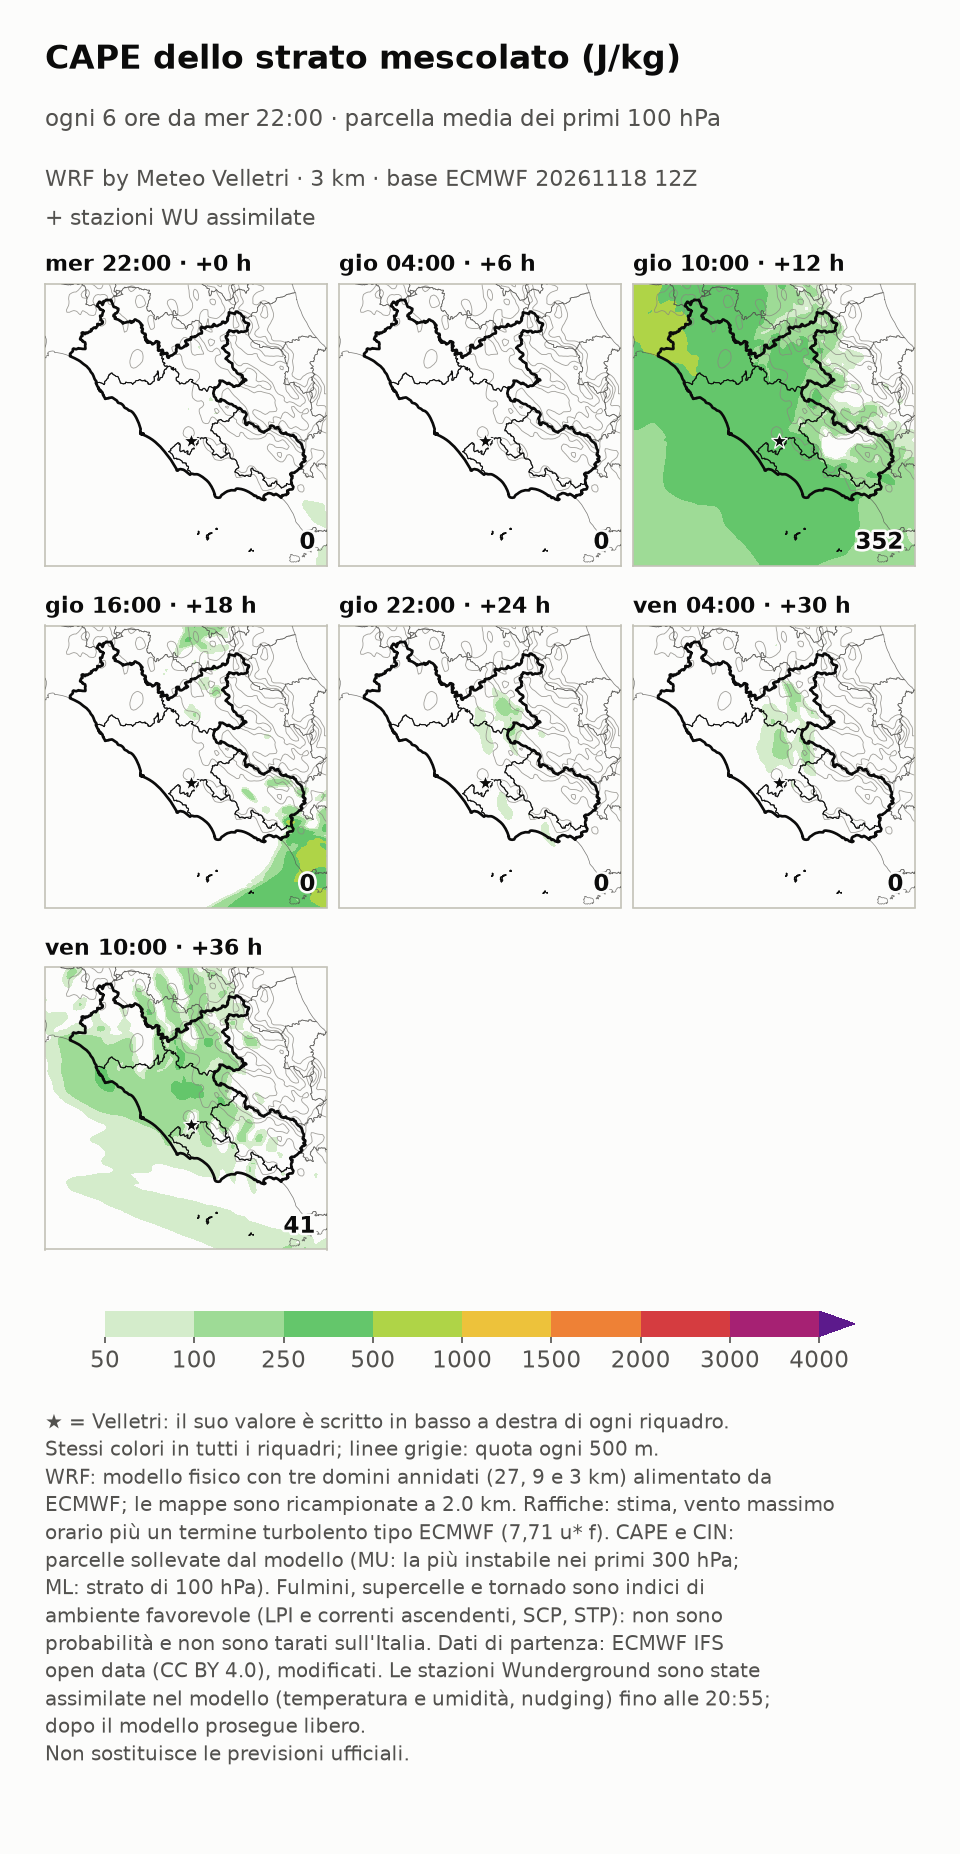 CAPE dello strato mescolato (J/kg)
ogni 6 ore da mer 22:00 · parcella media dei primi 100 hPa
WRF by Meteo Velletri · 3 km · base ECMWF 20261118 12Z
+ stazioni WU assimilate
mer 22:00 · +0 h
gio 04:00 · +6 h
gio 10:00 · +12 h
0
0
352
gio 16:00 · +18 h
gio 22:00 · +24 h
ven 04:00 · +30 h
0
0
0
ven 10:00 · +36 h
41
50 100 250 500 1000 1500 2000 3000 4000
★ = Velletri: il suo valore è scritto in basso a destra di ogni riquadro.
Stessi colori in tutti i riquadri; linee grigie: quota ogni 500 m.
WRF: modello fisico con tre domini annidati (27, 9 e 3 km) alimentato da
ECMWF; le mappe sono ricampionate a 2.0 km. Raffiche: stima, vento massimo
orario più un termine turbolento tipo ECMWF (7,71 u* f). CAPE e CIN:
parcelle sollevate dal modello (MU: la più instabile nei primi 300 hPa;
ML: strato di 100 hPa). Fulmini, supercelle e tornado sono indici di
ambiente favorevole (LPI e correnti ascendenti, SCP, STP): non sono
probabilità e non sono tarati sull'Italia. Dati di partenza: ECMWF IFS
open data (CC BY 4.0), modificati. Le stazioni Wunderground sono state
assimilate nel modello (temperatura e umidità, nudging) fino alle 20:55;
dopo il modello prosegue libero.
Non sostituisce le previsioni ufficiali.